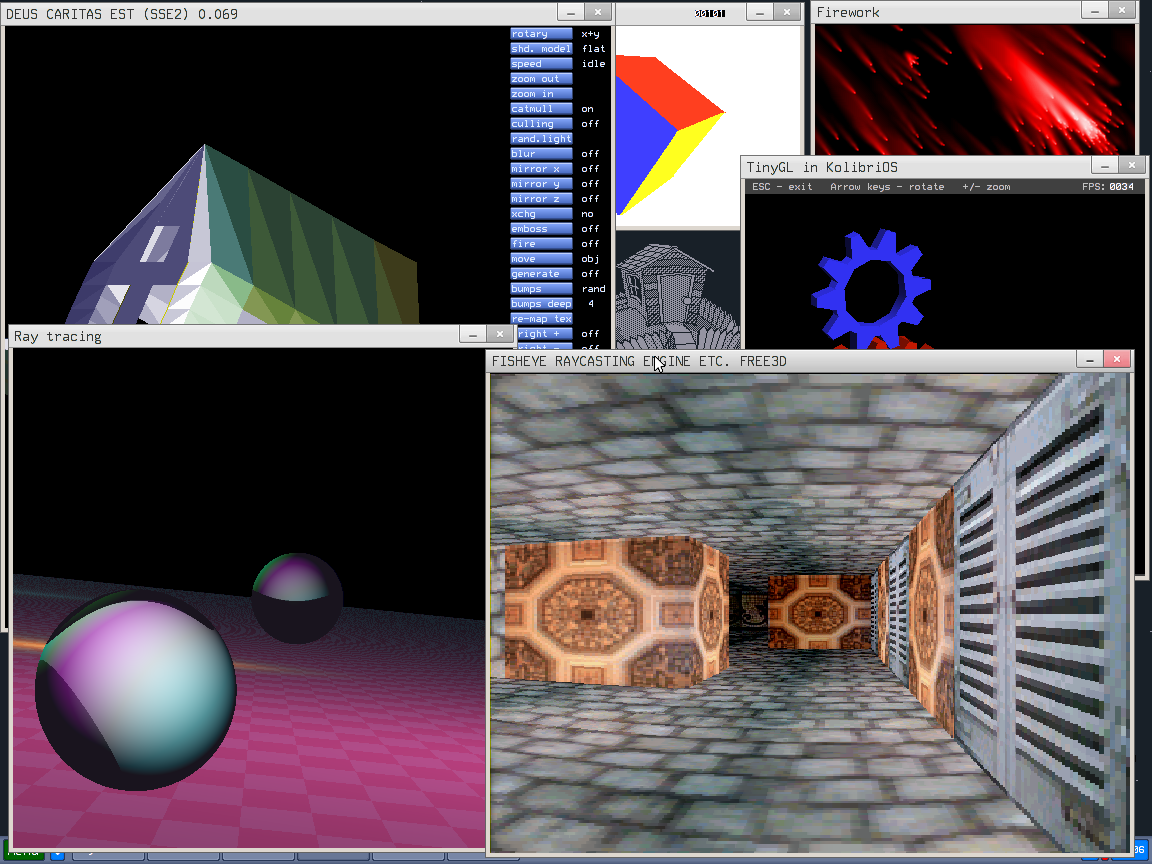 DEUS CARITAS EST (SSE2) 0.069
rotary x+y
shd. model flat
speed idle
zoom out
zoom in
catmull on
culling off
rand.light
blur off
mirror x off
mirror y off
mirror z off
xchg no
emboss off
fire off
move obj
generate off
bumps rand
bumps deep 4
re-map tex
right + off
Firework
TinyGL in KolibriOS
ESC - exit Arrow keys - rotate +/- zoom FPS: 0034
Ray tracing
FISHEYE RAYCASTING ENGINE ETC. FREE3D